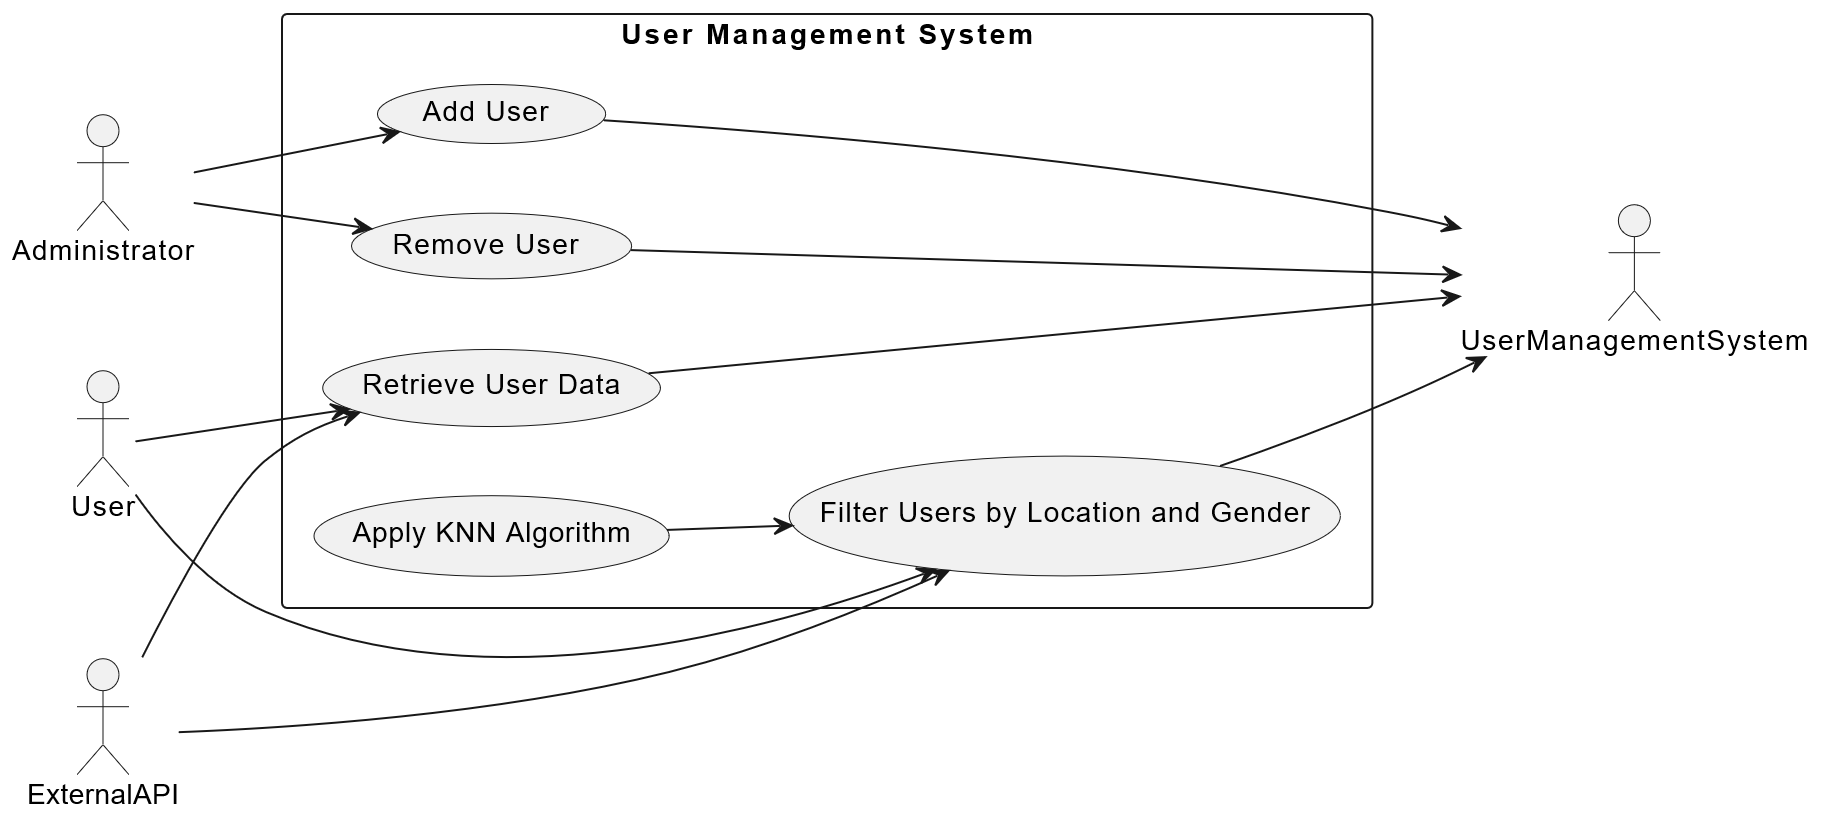 User Management System
Add User
Administrator
Remove User
UserManagementSystem
Retrieve User Data
User
Filter Users by Location and Gender
Apply KNN Algorithm
ExternalAPI